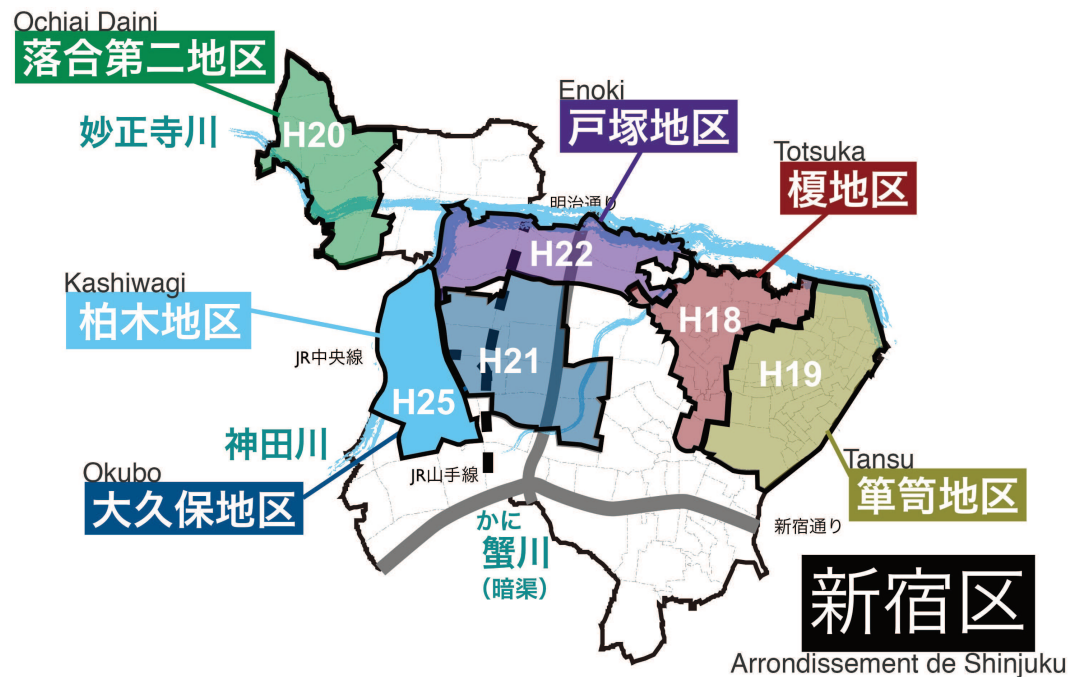 Ochiai Daini
落合第二地区
妙正寺川
H20
Enoki
戸塚地区
Totsuka
榎地区
明治通り
H22
Kashiwagi
柏木地区
JR中央線
H21
H18
H19
H25
神田川
JR山手線
Okubo
大久保地区
Tansu
箪笥地区
かに
蟹川
(暗渠)
新宿通り
新宿区
Arrondissement de Shinjuku